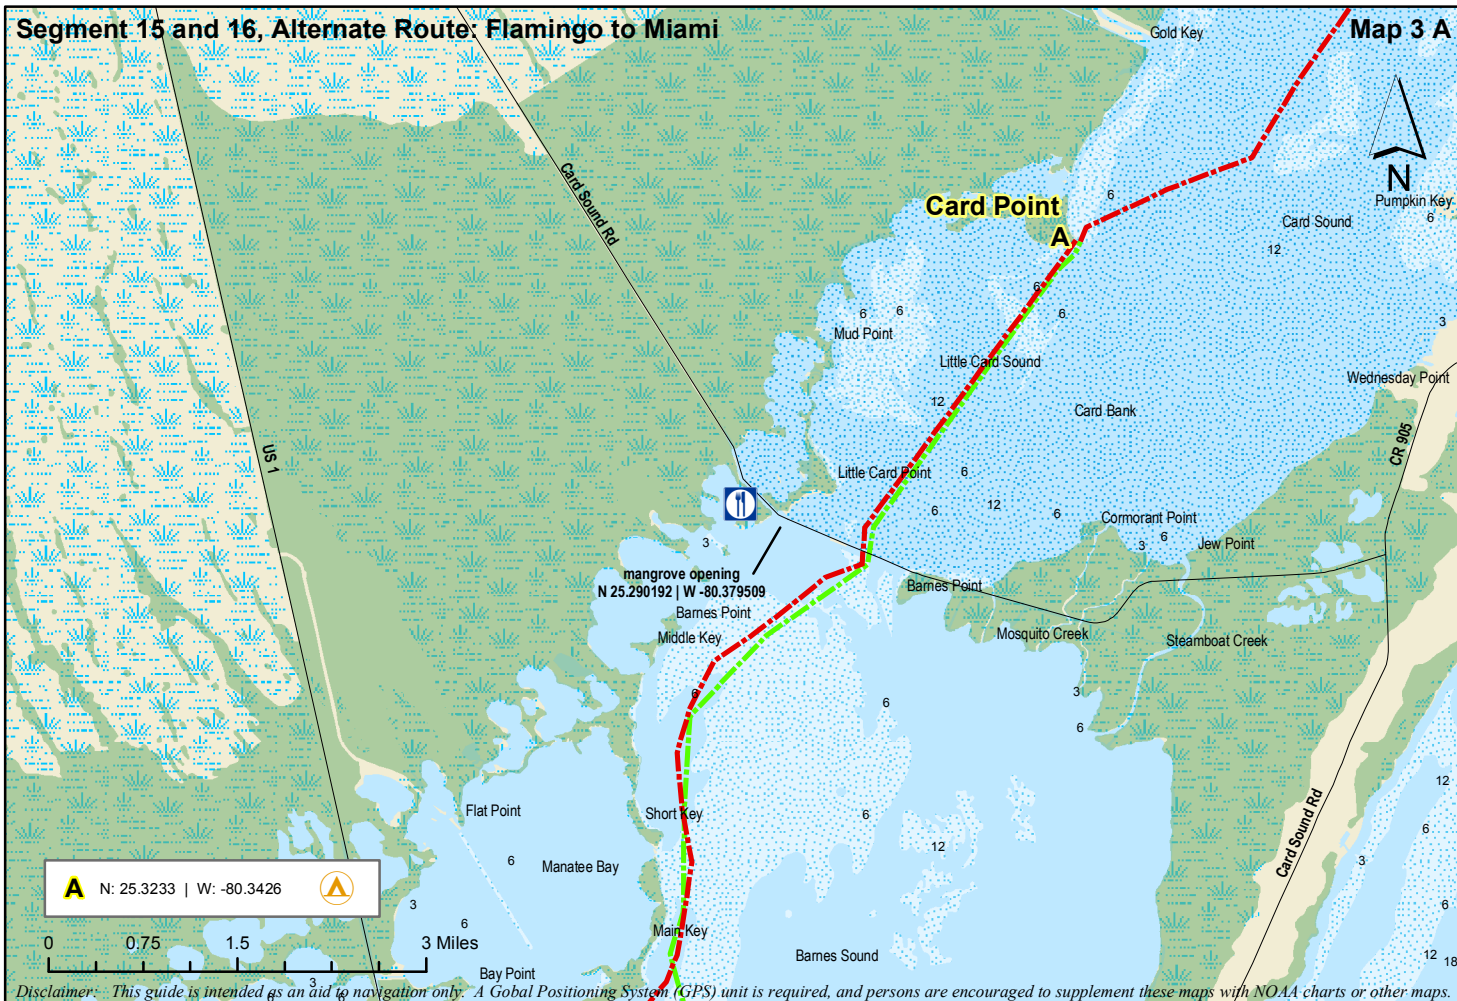 Segment 15 and 16, Alternate Route: Flamingo to Miami
Map 3 A
Gold Key
N
Card Sound Rd
6
Card Point
A
Pumpkin Key
6
Card Sound
12
6
6
6
6
Mud Point
3
Little Card Sound
Wednesday Point
12
Card Bank
CR 905
US 1
Little Card Point
6
12
6
6
Cormorant Point
3
6
3
Jew Point
mangrove opening
N 25.290192 | W -80.379509
Barnes Point
Barnes Point
Middle Key
Mosquito Creek
Steamboat Creek
6
3
6
6
12
Flat Point
Short Key
6
Card Sound Rd
6
6
Manatee Bay
12
3
A N: 25.3233 | W: -80.3426
3
6
6
Main Key
0 0.75 1.5 3 Miles
Barnes Sound
12
18
Bay Point
3
6
6
Disclaimer: This guide is intended as an aid to navigation only. A Gobal Positioning System (GPS) unit is required, and persons are encouraged to supplement these maps with NOAA charts or other maps.